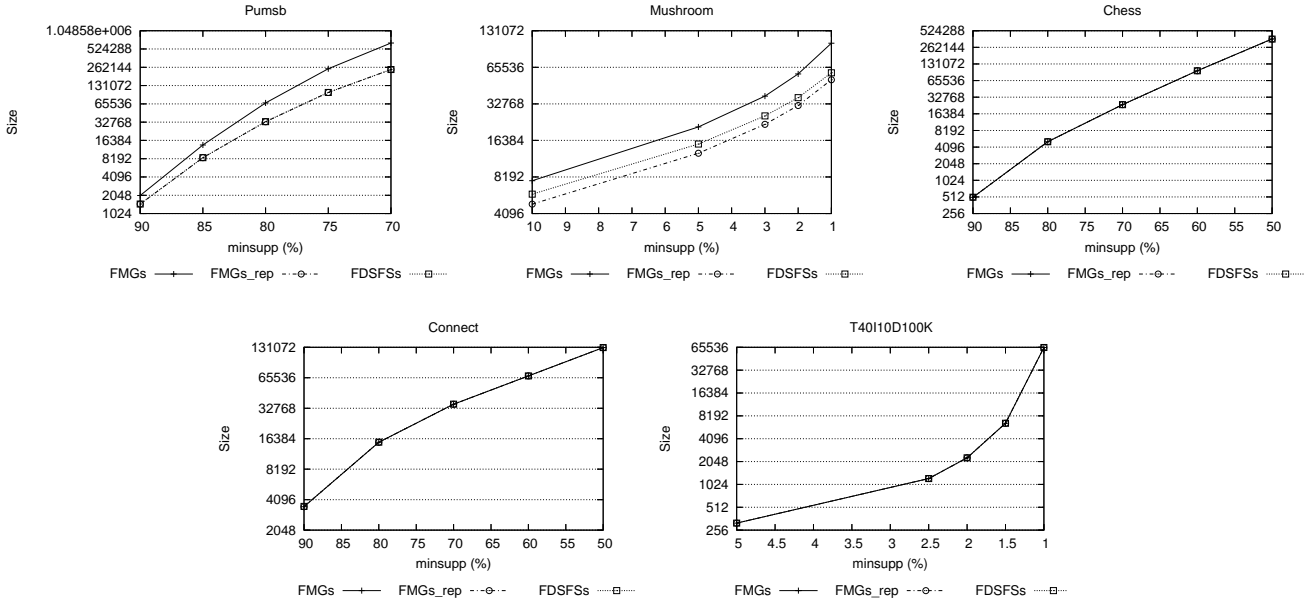 Pumsb
1.04858e+006
524288
262144
131072
65536
32768
16384
8192
4096
2048
1024
Size
90 85 80 75 70
minsupp (%)
FMGs FMGs_rep FDSFSs
Mushroom
131072
65536
32768
16384
8192
4096
Size
10 9 8 7 6 5 4 3 2 1
minsupp (%)
FMGs FMGs_rep FDSFSs
Chess
524288
262144
131072
65536
32768
16384
8192
4096
2048
1024
512
256
Size
90 85 80 75 70 65 60 55 50
minsupp (%)
FMGs FMGs_rep FDSFSs
Connect
131072
65536
32768
16384
8192
4096
2048
Size
90 85 80 75 70 65 60 55 50
minsupp (%)
FMGs FMGs_rep FDSFSs
T40I10D100K
65536
32768
16384
8192
4096
2048
1024
512
256
Size
5 4.5 4 3.5 3 2.5 2 1.5 1
minsupp (%)
FMGs FMGs_rep FDSFSs